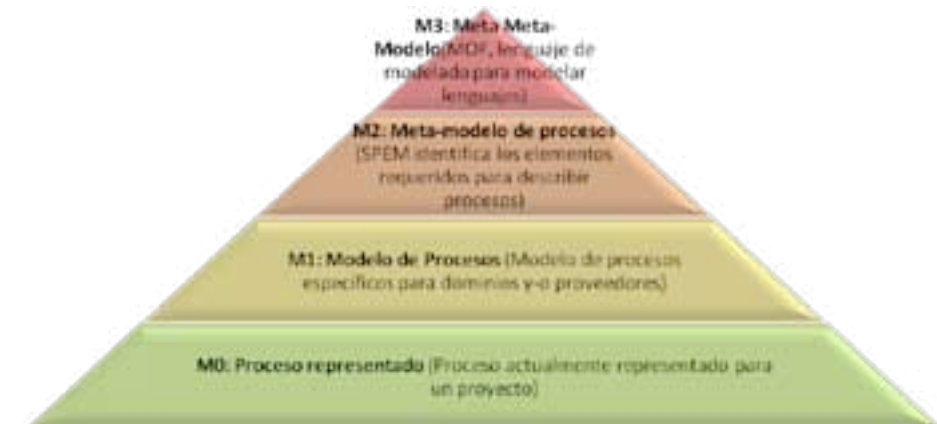 M3: Meta Meta-
Modelo(MOF, lenguaje de
modelado para modelar
lenguajes)
M2: Meta-modelo de procesos
(SPEM identifica los elementos
requeridos para describir
procesos)
M1: Modelo de Procesos (Modelo de procesos
específicos para dominios y-o proveedores)
M0: Proceso representado (Proceso actualmente representado para
un proyecto)